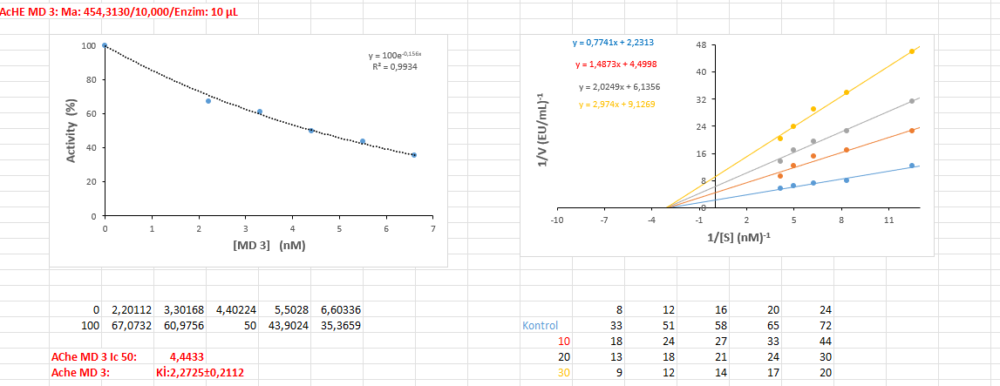 AcHE MD 3: Ma: 454,3130/10,000/Enzim: 10 µL
y = 100e-0,156x
R² = 0,9934
100
80
60
40
20
0
0 1 2 3 4 5 6 7
Activity (%)
[MD 3] (nM)
y = 0,7741x + 2,2313
y = 1,4873x + 4,4998
y = 2,0249x + 6,1356
y = 2,974x + 9,1269
48
40
32
24
16
8
0
-10 -7 -4 -1 2 5 8 11
1/V (EU/mL)-1
1/[S] (nM)-1
0 2,20112 3,30168 4,40224 5,5028 6,60336
100 67,0732 60,9756 50 43,9024 35,3659
AChe MD 3 Ic 50: 4,4433
Ache MD 3: Kİ:2,2725±0,2112
8 12 16 20 24
Kontrol 33 51 58 65 72
10 18 24 27 33 44
20 13 18 21 24 30
30 9 12 14 17 20